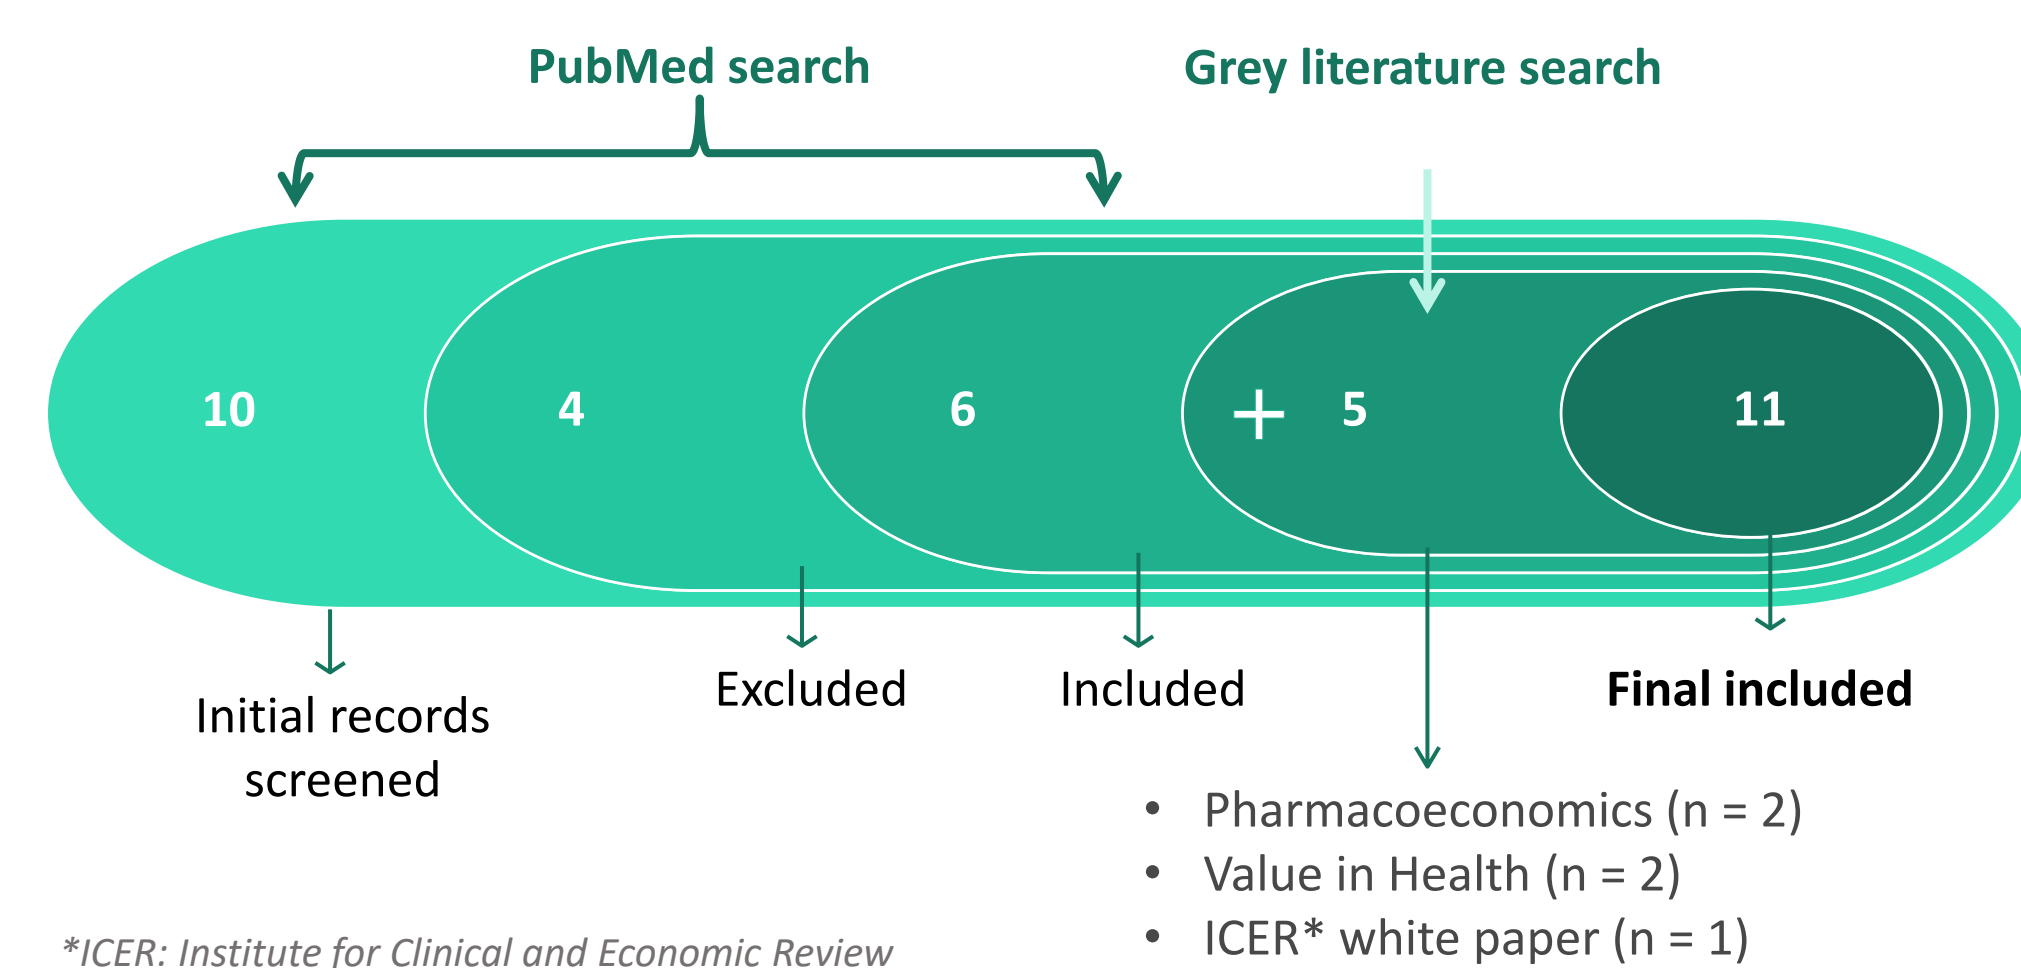 PubMed search
Grey literature search
10
4
6
+ 5
11
Initial records
screened
Excluded
Included
Final included
• Pharmacoeconomics (n = 2)
• Value in Health (n = 2)
• ICER* white paper (n = 1)
*ICER: Institute for Clinical and Economic Review